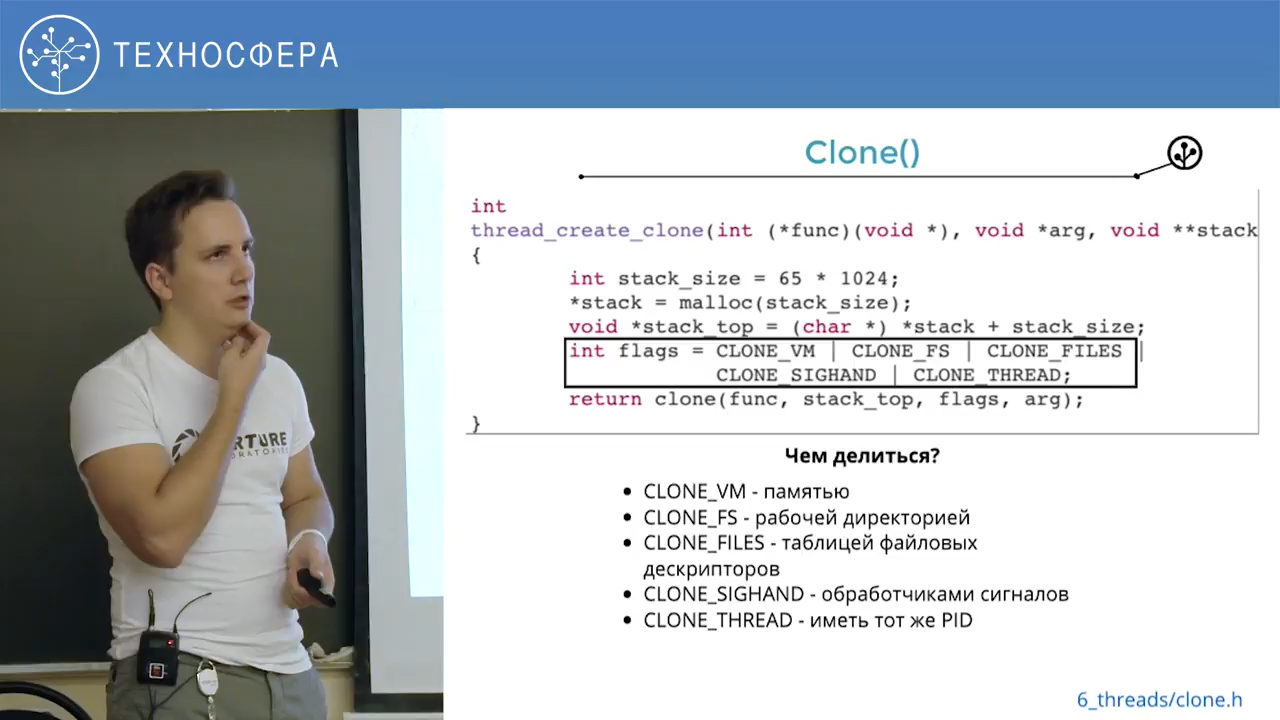 ТЕХНОСФЕРА
Clone()
int
thread_create_clone(int (*func)(void *), void *arg, void **stack
{
int stack_size = 65 * 1024;
*stack = malloc(stack_size);
void *stack_top = (char *) *stack + stack_size;
int flags = CLONE_VM | CLONE_FS | CLONE_FILES |
CLONE_SIGHAND | CLONE_THREAD;
return clone(func, stack_top, flags, arg);
}
Чем делиться?
• CLONE_VM - памятью
• CLONE_FS - рабочей директорией
• CLONE_FILES - таблицей файловых
дескрипторов
• CLONE_SIGHAND - обработчиками сигналов
• CLONE_THREAD - иметь тот же PID
6_threads/clone.h